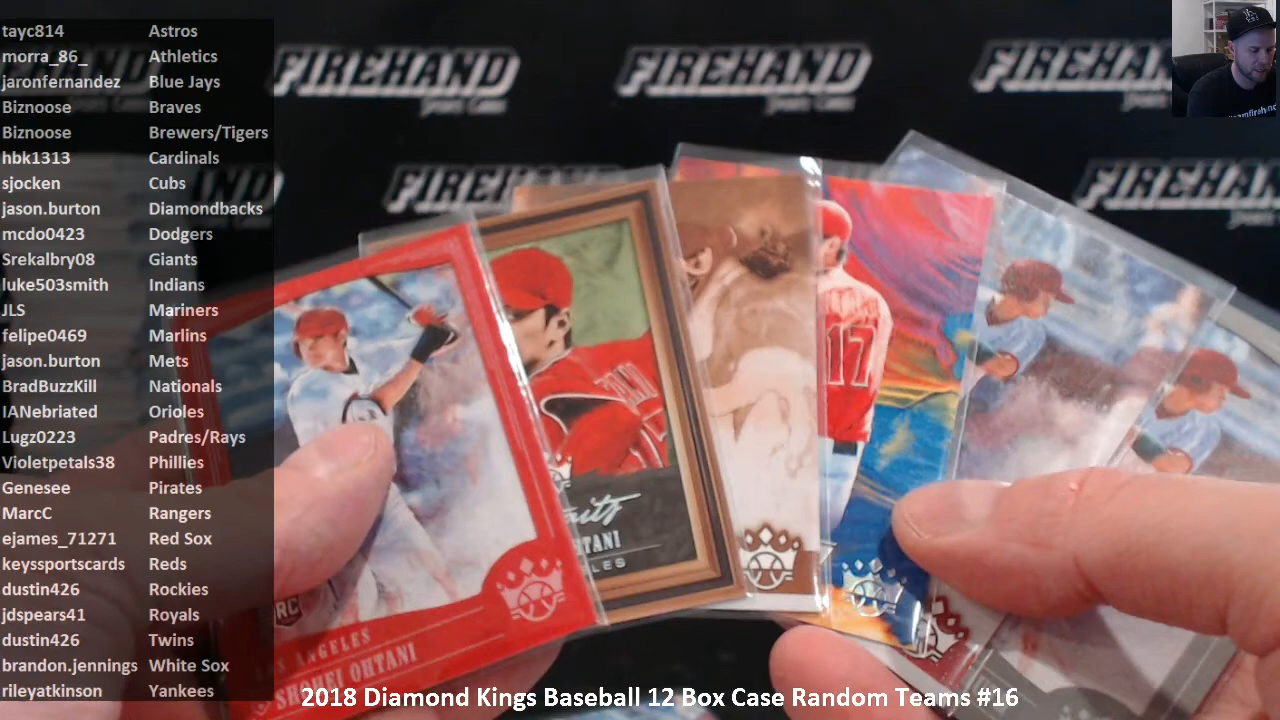 tayc814 Astros
morra_86_ Athletics
jaronfernandez Blue Jays
Biznoose Braves
Biznoose Brewers/Tigers
hbk1313 Cardinals
sjocken Cubs
jason.burton Diamondbacks
mcdo0423 Dodgers
Srekalbry08 Giants
luke503smith Indians
JLS Mariners
felipe0469 Marlins
jason.burton Mets
BradBuzzKill Nationals
IANebriated Orioles
Lugz0223 Padres/Rays
Violetpetals38 Phillies
Genesee Pirates
MarcC Rangers
ejames_71271 Red Sox
keyssportscards Reds
dustin426 Rockies
jdspears41 Royals
dustin426 Twins
brandon.jennings White Sox
rileyatkinson Yankees
FIREHAND
FIREHAND
FIREHAND
FIREHAND
FIREHAND
FIREHAN
17
RC
LOS ANGELES
SHOHEI OHTANI
2018 Diamond Kings Baseball 12 Box Case Random Teams #16